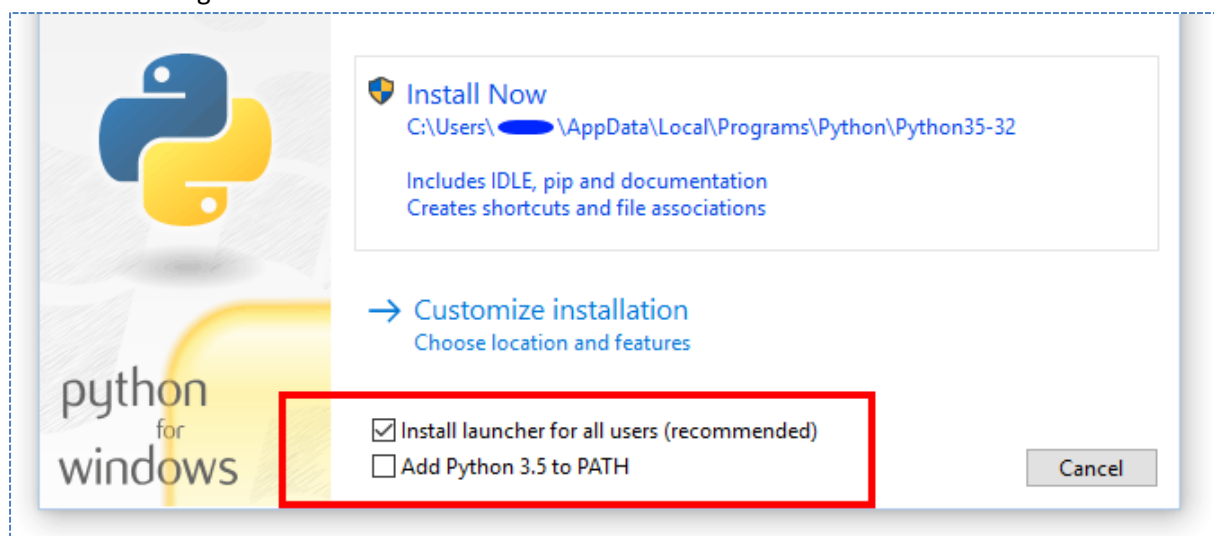 Install Now
C:\Users\ \AppData\Local\Programs\Python\Python35-32
Includes IDLE, pip and documentation
Creates shortcuts and file associations
→ Customize installation
Choose location and features
python
for
windows
Install launcher for all users (recommended)
Add Python 3.5 to PATH
Cancel